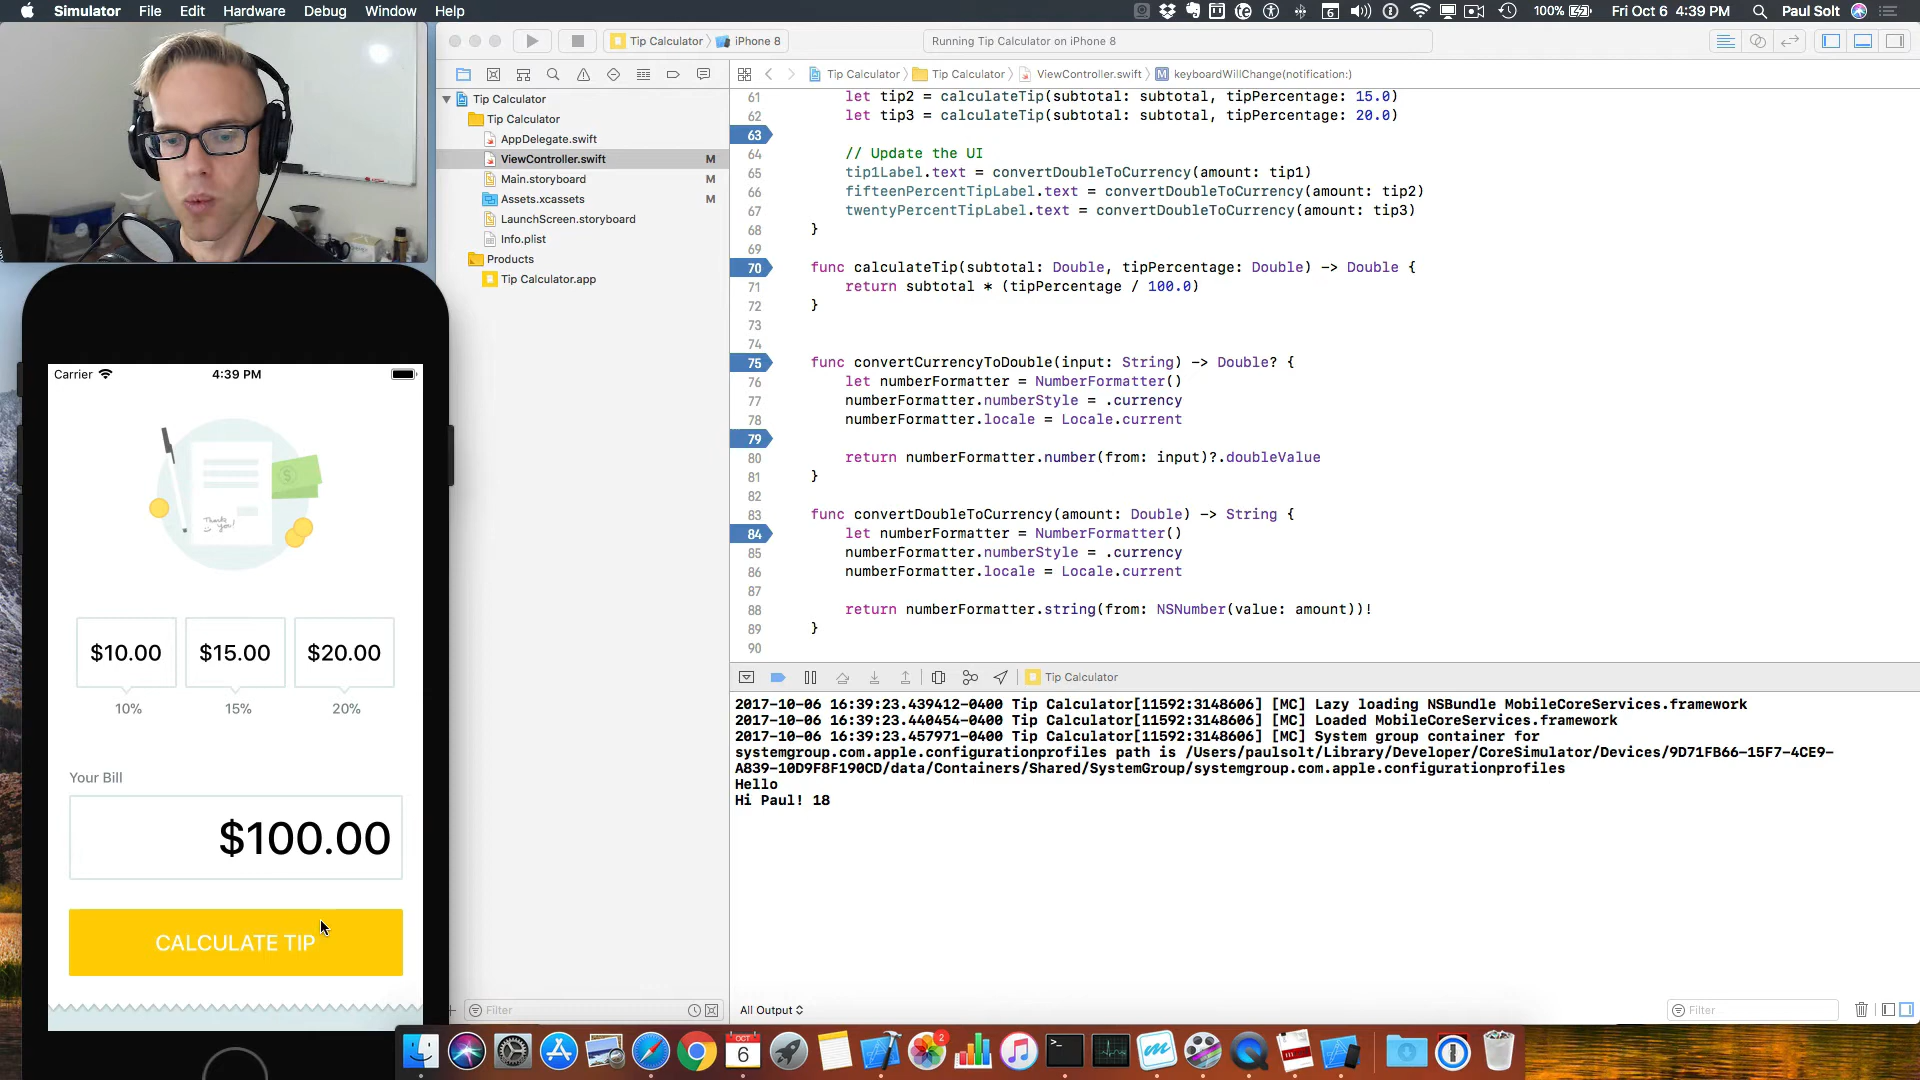 Simulator File Edit Hardware Debug Window Help
6 100% Fri Oct 6 4:39 PM Paul Solt
Tip Calculator iPhone 8
Running Tip Calculator on iPhone 8
Tip Calculator Tip Calculator ViewController.swift M keyboardWillChange(notification:)
Tip Calculator
Tip Calculator
AppDelegate.swift
ViewController.swift M
Main.storyboard M
Assets.xcassets M
LaunchScreen.storyboard
Info.plist
Products
Tip Calculator.app
61 let tip2 = calculateTip(subtotal: subtotal, tipPercentage: 15.0)
62 let tip3 = calculateTip(subtotal: subtotal, tipPercentage: 20.0)
63
64 // Update the UI
65 tip1Label.text = convertDoubleToCurrency(amount: tip1)
66 fifteenPercentTipLabel.text = convertDoubleToCurrency(amount: tip2)
67 twentyPercentTipLabel.text = convertDoubleToCurrency(amount: tip3)
68 }
69
70 func calculateTip(subtotal: Double, tipPercentage: Double) -> Double {
71 return subtotal * (tipPercentage / 100.0)
72 }
73
74
75 func convertCurrencyToDouble(input: String) -> Double? {
76 let numberFormatter = NumberFormatter()
77 numberFormatter.numberStyle = .currency
78 numberFormatter.locale = Locale.current
79
80 return numberFormatter.number(from: input)?.doubleValue
81 }
82
83 func convertDoubleToCurrency(amount: Double) -> String {
84 let numberFormatter = NumberFormatter()
85 numberFormatter.numberStyle = .currency
86 numberFormatter.locale = Locale.current
87
88 return numberFormatter.string(from: NSNumber(value: amount))!
89 }
90
Tip Calculator
2017-10-06 16:39:23.439412-0400 Tip Calculator[11592:3148606] [MC] Lazy loading NSBundle MobileCoreServices.framework
2017-10-06 16:39:23.440454-0400 Tip Calculator[11592:3148606] [MC] Loaded MobileCoreServices.framework
2017-10-06 16:39:23.457971-0400 Tip Calculator[11592:3148606] [MC] System group container for
systemgroup.com.apple.configurationprofiles path is /Users/paulsolt/Library/Developer/CoreSimulator/Devices/9D71FB66-15F7-4CE9-
A839-10D9F8F190CD/data/Containers/Shared/SystemGroup/systemgroup.com.apple.configurationprofiles
Hello
Hi Paul! 18
Filter
All Output
Filter
Carrier 4:39 PM
$
Thank you!
$10.00 $15.00 $20.00
10% 15% 20%
Your Bill
$100.00
CALCULATE TIP
OCT
6
2